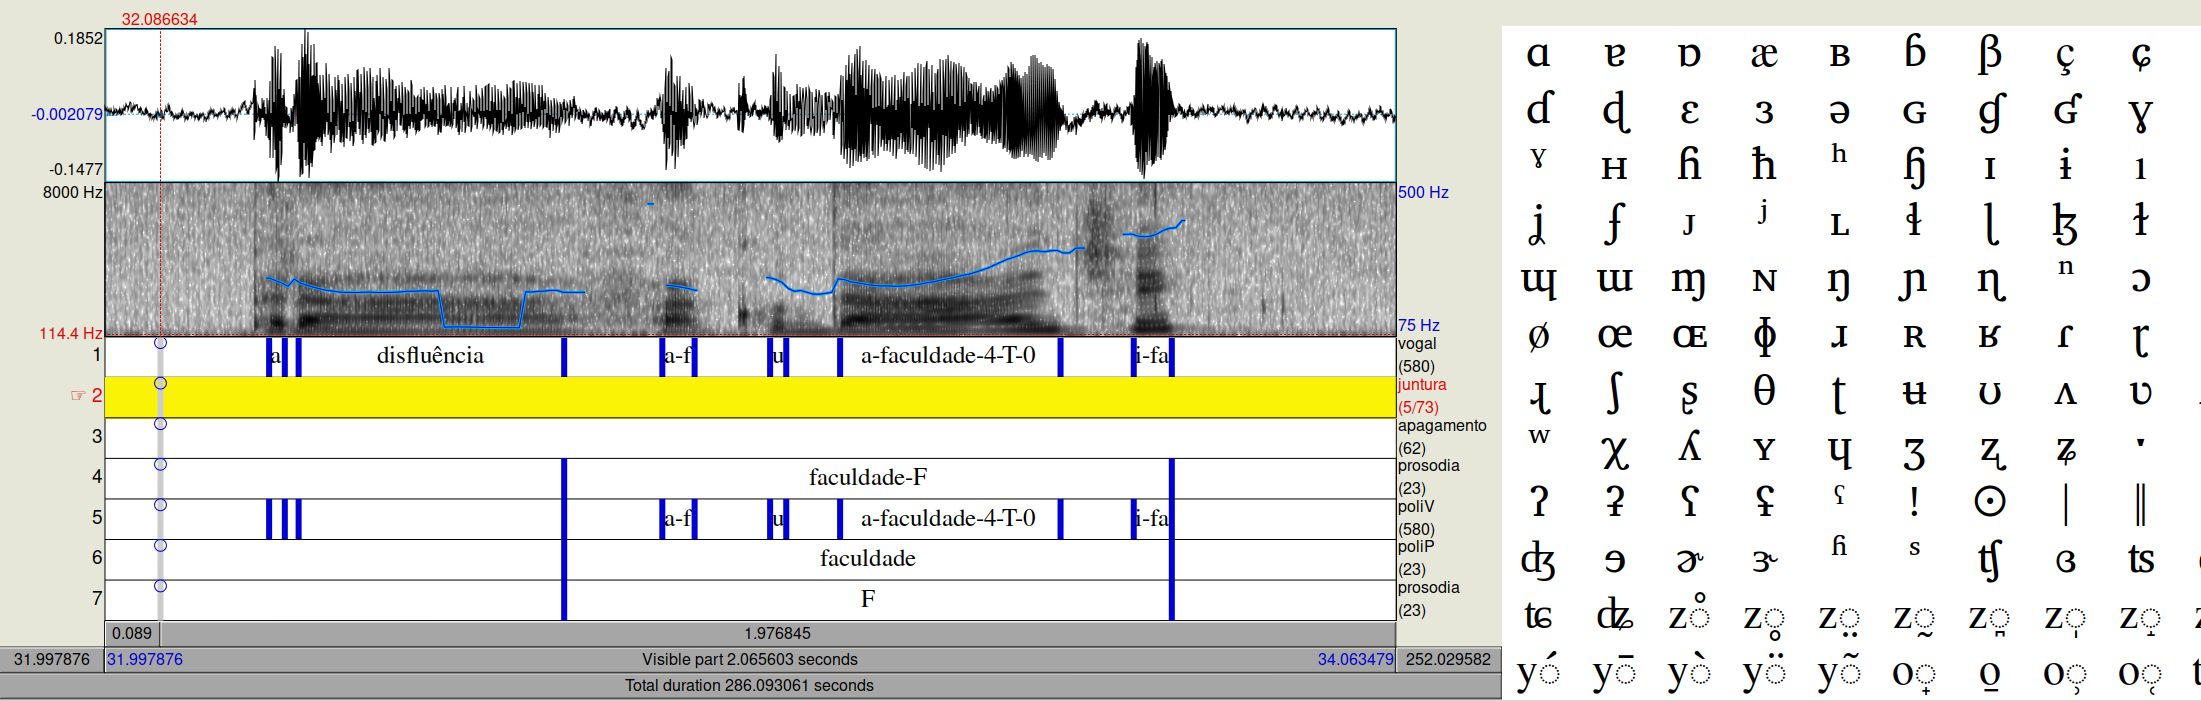 32.086634
0.1852
-0.002079
-0.1477
8000 Hz 500 Hz
114.4 Hz 75 Hz
1 a disfluência a-f u a-faculdade-4-T-0 i-fa vogal (580)
☞ 2 juntura (5/73)
3 apagamento (62)
4 faculdade-F prosodia (23)
5 a-f u a-faculdade-4-T-0 i-fa poliV (580)
6 faculdade poliP (23)
7 F prosodia (23)
0.089 1.976845
31.997876 31.997876 Visible part 2.065603 seconds 34.063479 252.029582
Total duration 286.093061 seconds
ɑ ɐ ɒ æ ʙ ɓ β ç ɕ
ɗ ɖ ɛ ɜ ə ɢ ɠ ʛ ɣ
ˠ ʜ ɦ ħ ʰ ɧ ɪ ɨ ı
ʝ ʄ ᴊ ʲ ʟ ɬ ɭ ɮ ɫ
ɰ ɯ ɱ ɴ ŋ ɲ ɳ ⁿ ɔ
ø œ ɶ ɸ ɹ ʀ ʁ ɾ ɽ
ɻ ʃ ʂ θ ʈ ʉ ʊ ʌ ʋ
ʷ χ ʎ ʏ ɥ ʒ ʐ ʑ
ʔ ʡ ʕ ʢ ˤ ! ʘ ǀ ǁ
ʤ ɘ ɚ ɝ ʱ ˢ ʧ ɞ ʦ
ʨ ʥ z◌̊ z◌̥ z◌̤ z◌̰ z◌̪ z◌̩ z◌̞
y◌́ y◌̄ y◌̀ y◌̈ y◌̃ o◌̟ o̠ o◌̹ o◌̜